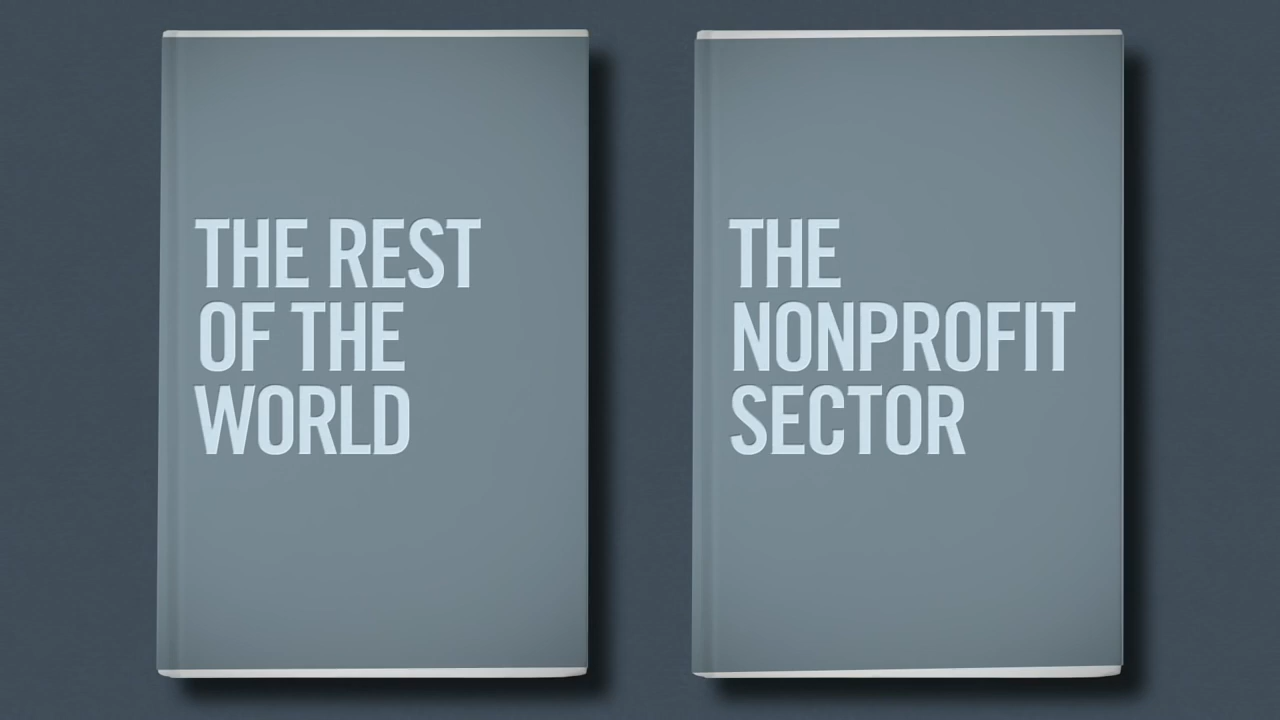 THE REST
OF THE
WORLD
THE
NONPROFIT
SECTOR